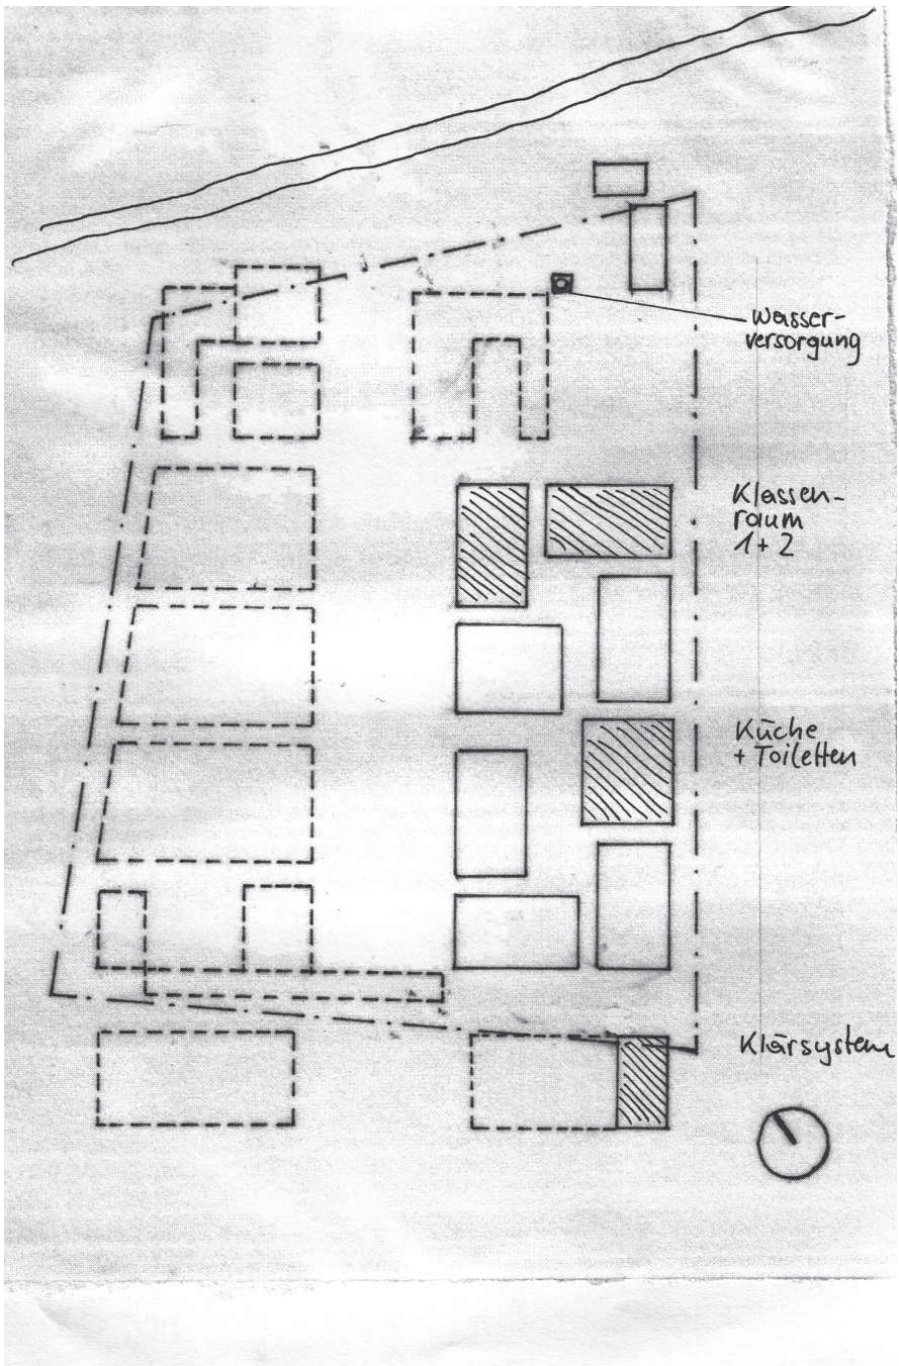 Wasser-
versorgung
Klassen-
raum
1+2
Küche
+ Toiletten
Klärsystem